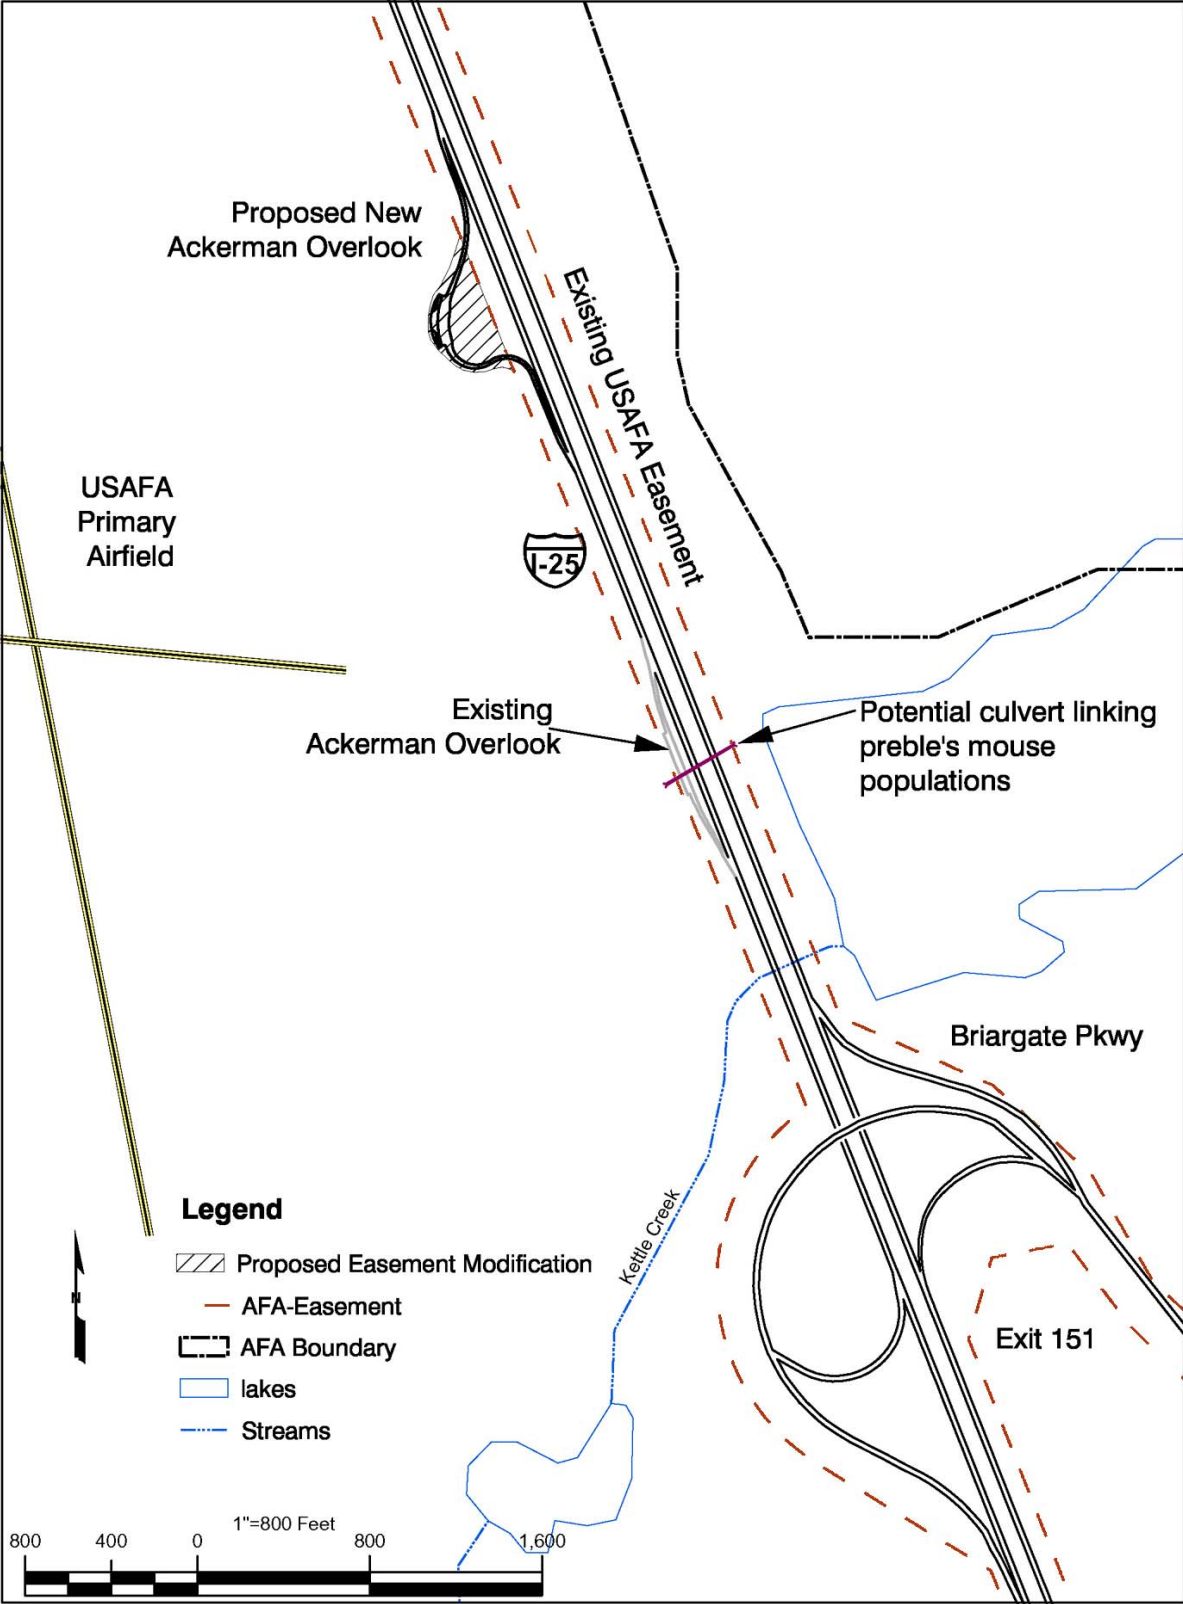 Proposed New
Ackerman Overlook
Existing USAFA Easement
USAFA
Primary
Airfield
I-25
Existing
Ackerman Overlook
Potential culvert linking
preble's mouse
populations
Briargate Pkwy
Kettle Creek
Exit 151
Legend
Proposed Easement Modification
AFA-Easement
AFA Boundary
lakes
Streams
N
1"=800 Feet
800 400 0 800 1,600